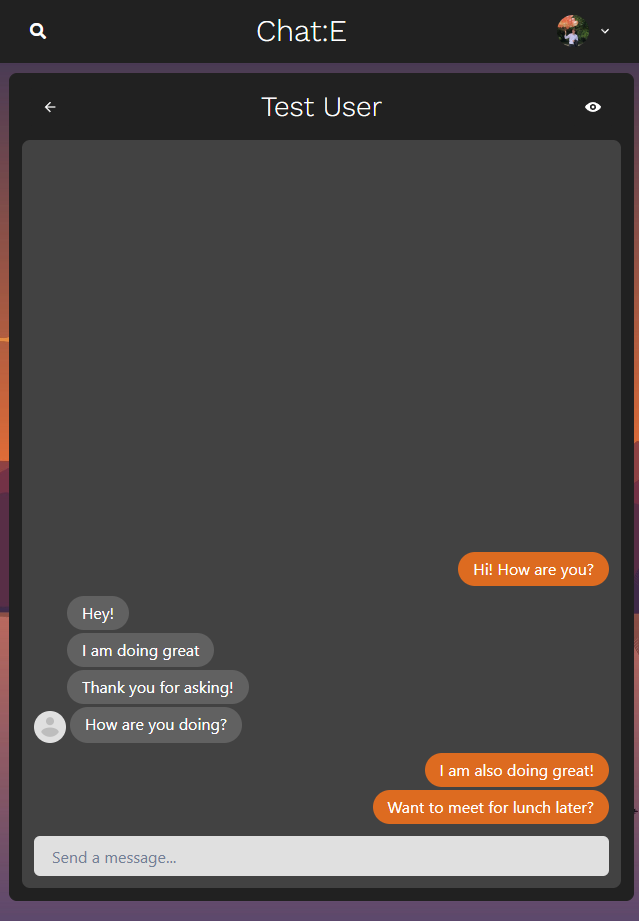 Chat:E
Test User
Hi! How are you?
Hey!
I am doing great
Thank you for asking!
How are you doing?
I am also doing great!
Want to meet for lunch later?
Send a message...